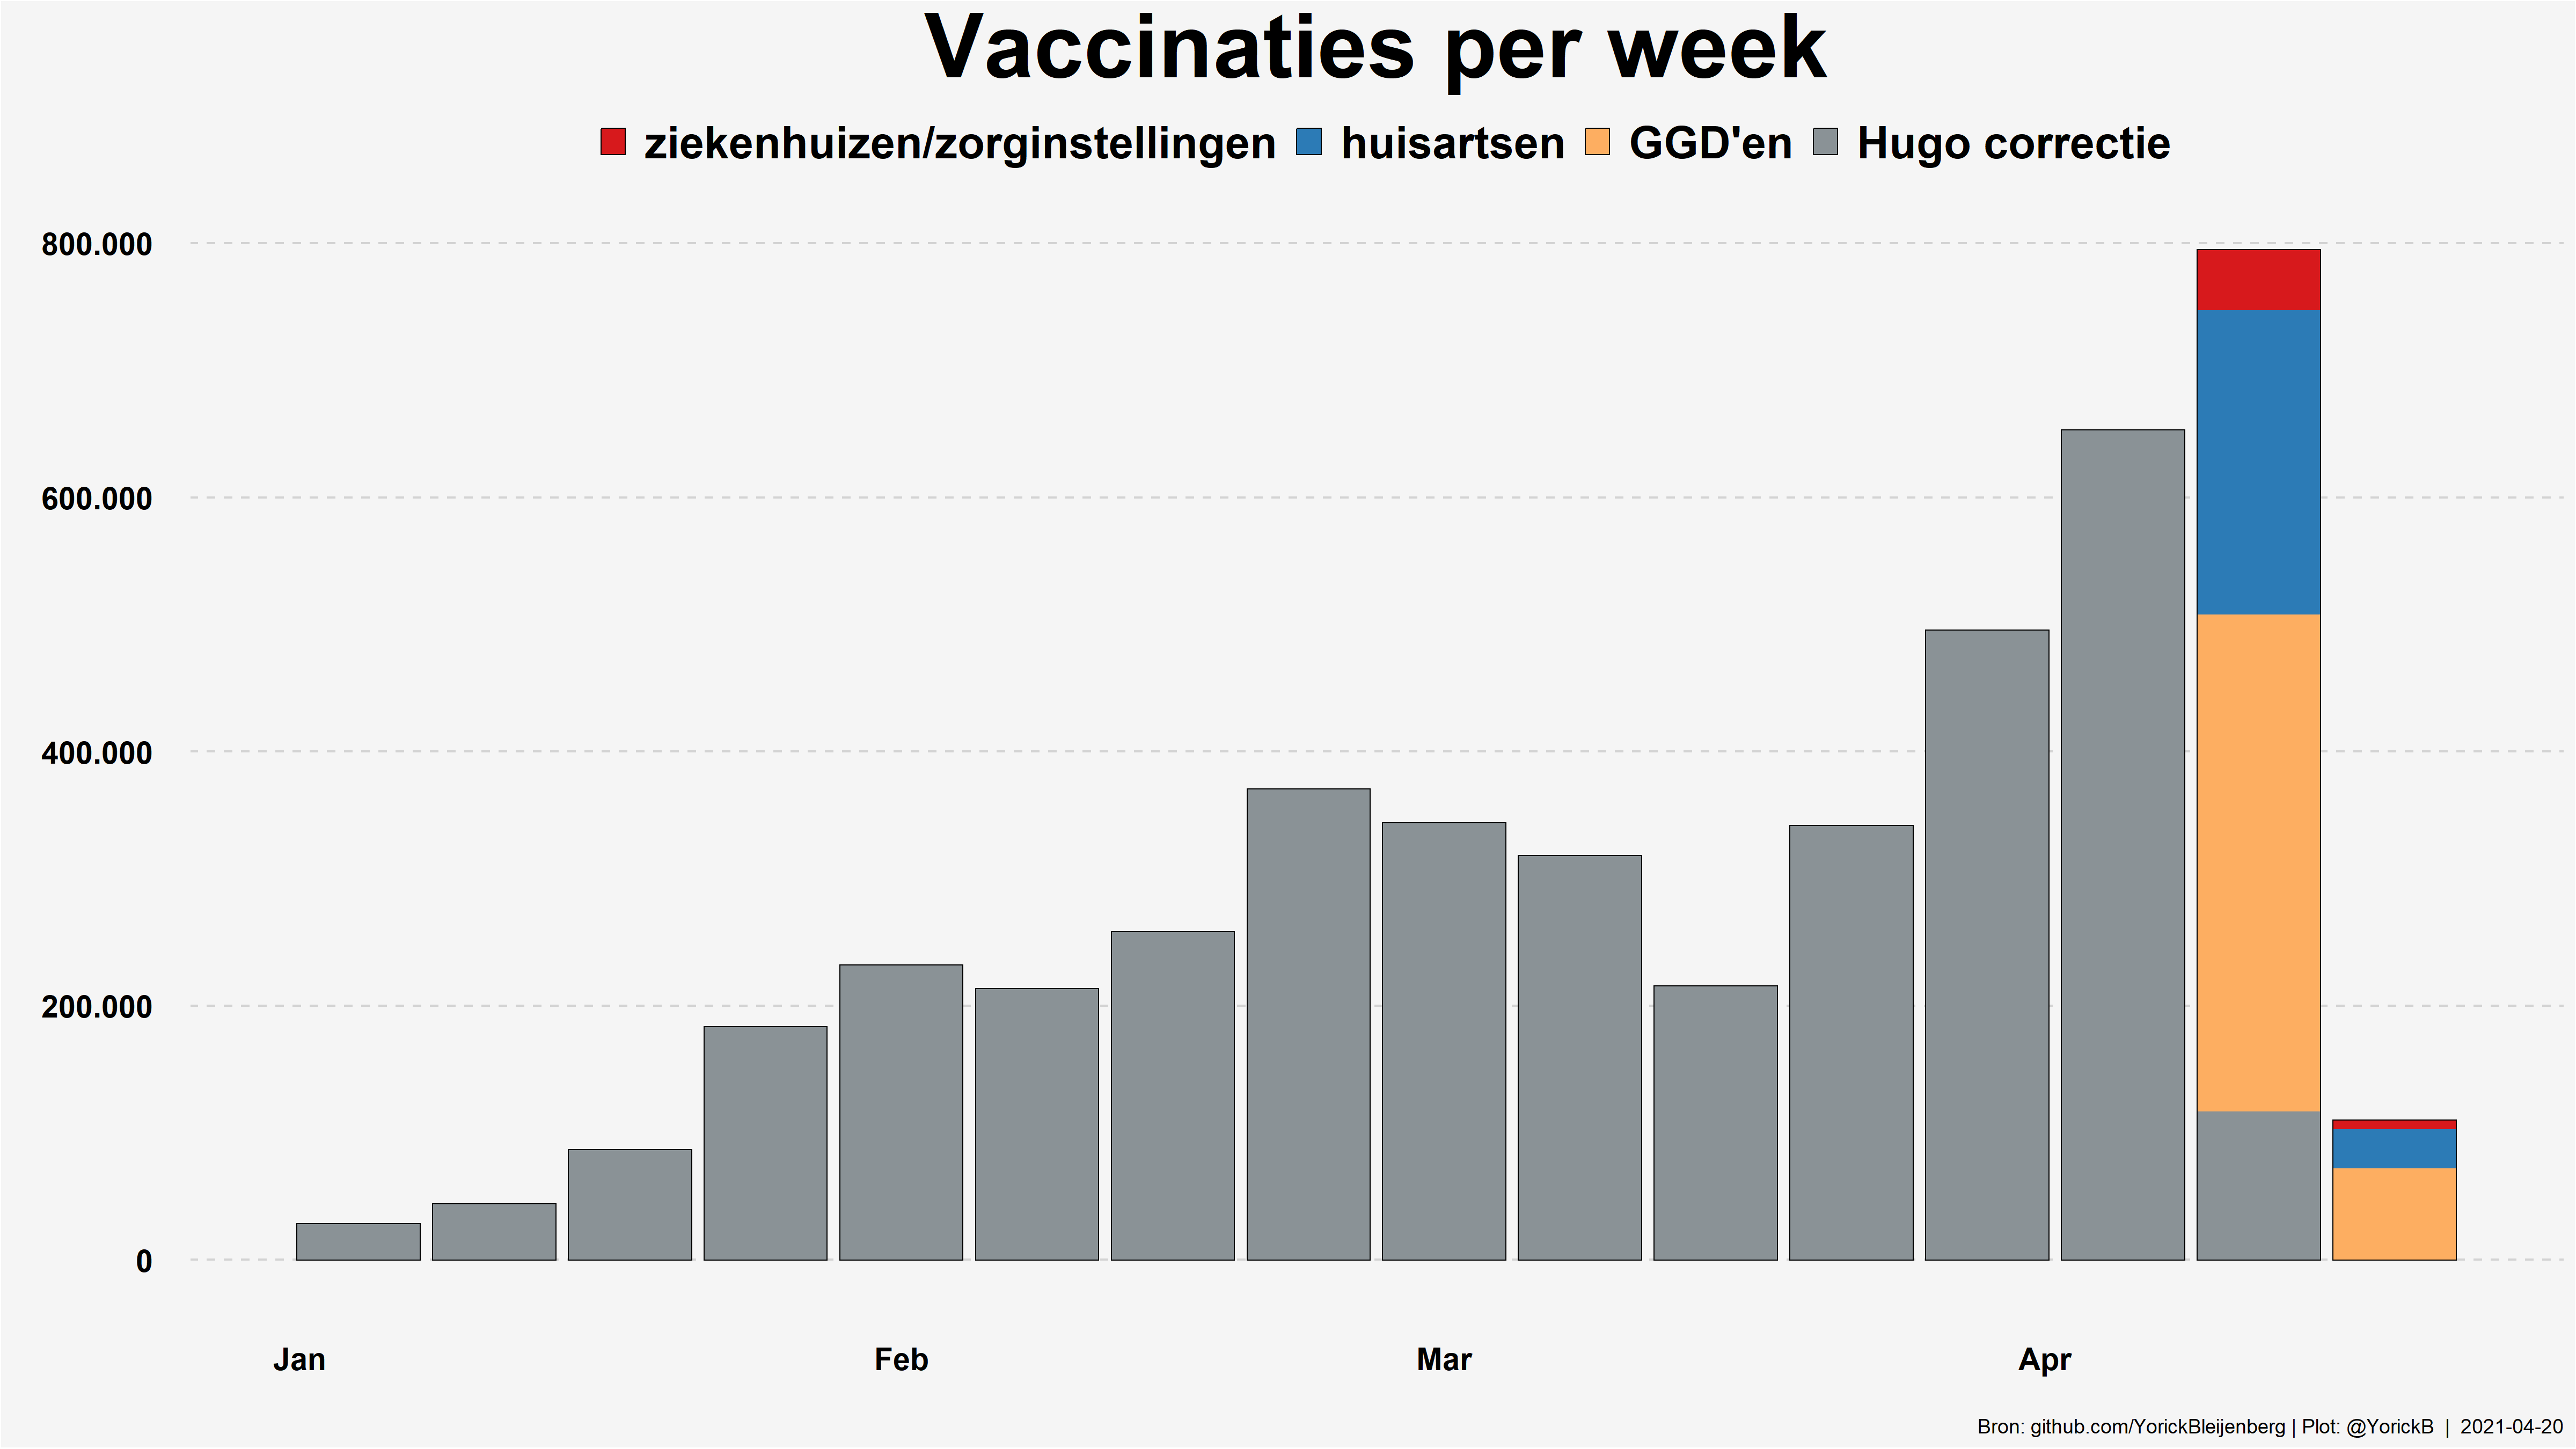 Vaccinaties per week
ziekenhuizen/zorginstellingen huisartsen GGD'en Hugo correctie
800.000
600.000
400.000
200.000
0
Jan Feb Mar Apr
Bron: github.com/YorickBleijenberg | Plot: @YorickB | 2021-04-20